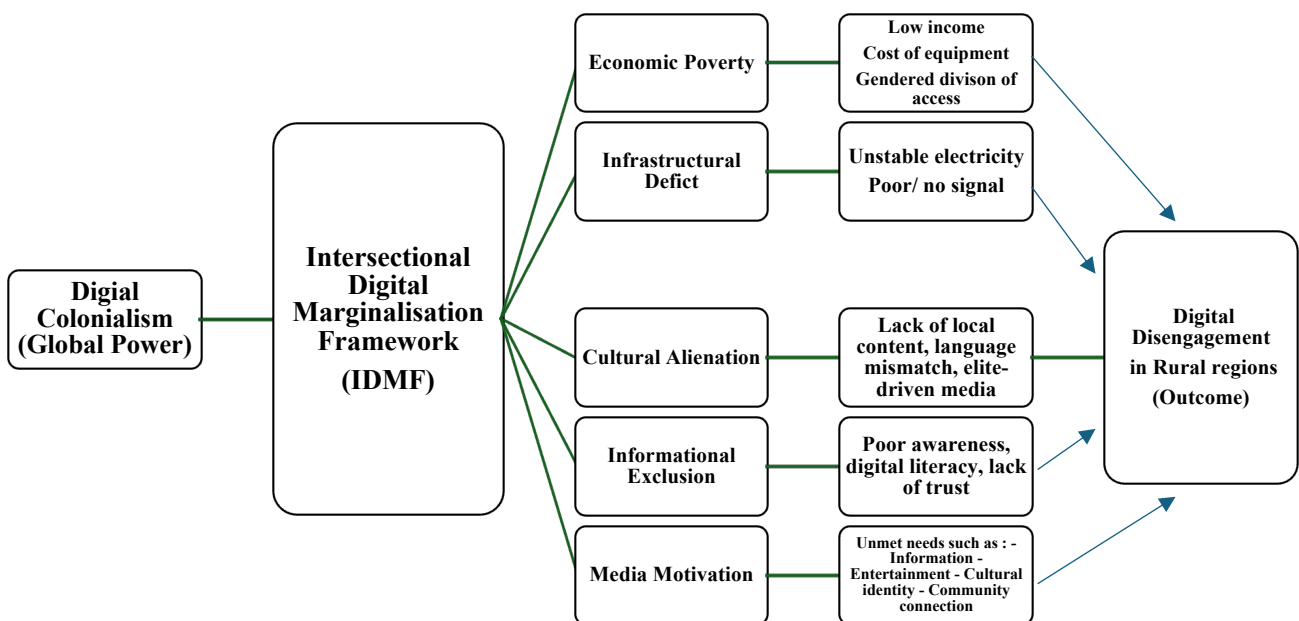 Digial
Colonialism
(Global Power)
Intersectional
Digital
Marginalisation
Framework
(IDMF)
Economic Poverty
Low income
Cost of equipment
Gendered divison of
access
Infrastructural
Defict
Unstable electricity
Poor/ no signal
Cultural Alienation
Lack of local
content, language
mismatch, elite-
driven media
Informational
Exclusion
Poor awareness,
digital literacy, lack
of trust
Media Motivation
Unmet needs such as : -
Information -
Entertainment - Cultural
identity - Community
connection
Digital
Disengagement
in Rural regions
(Outcome)